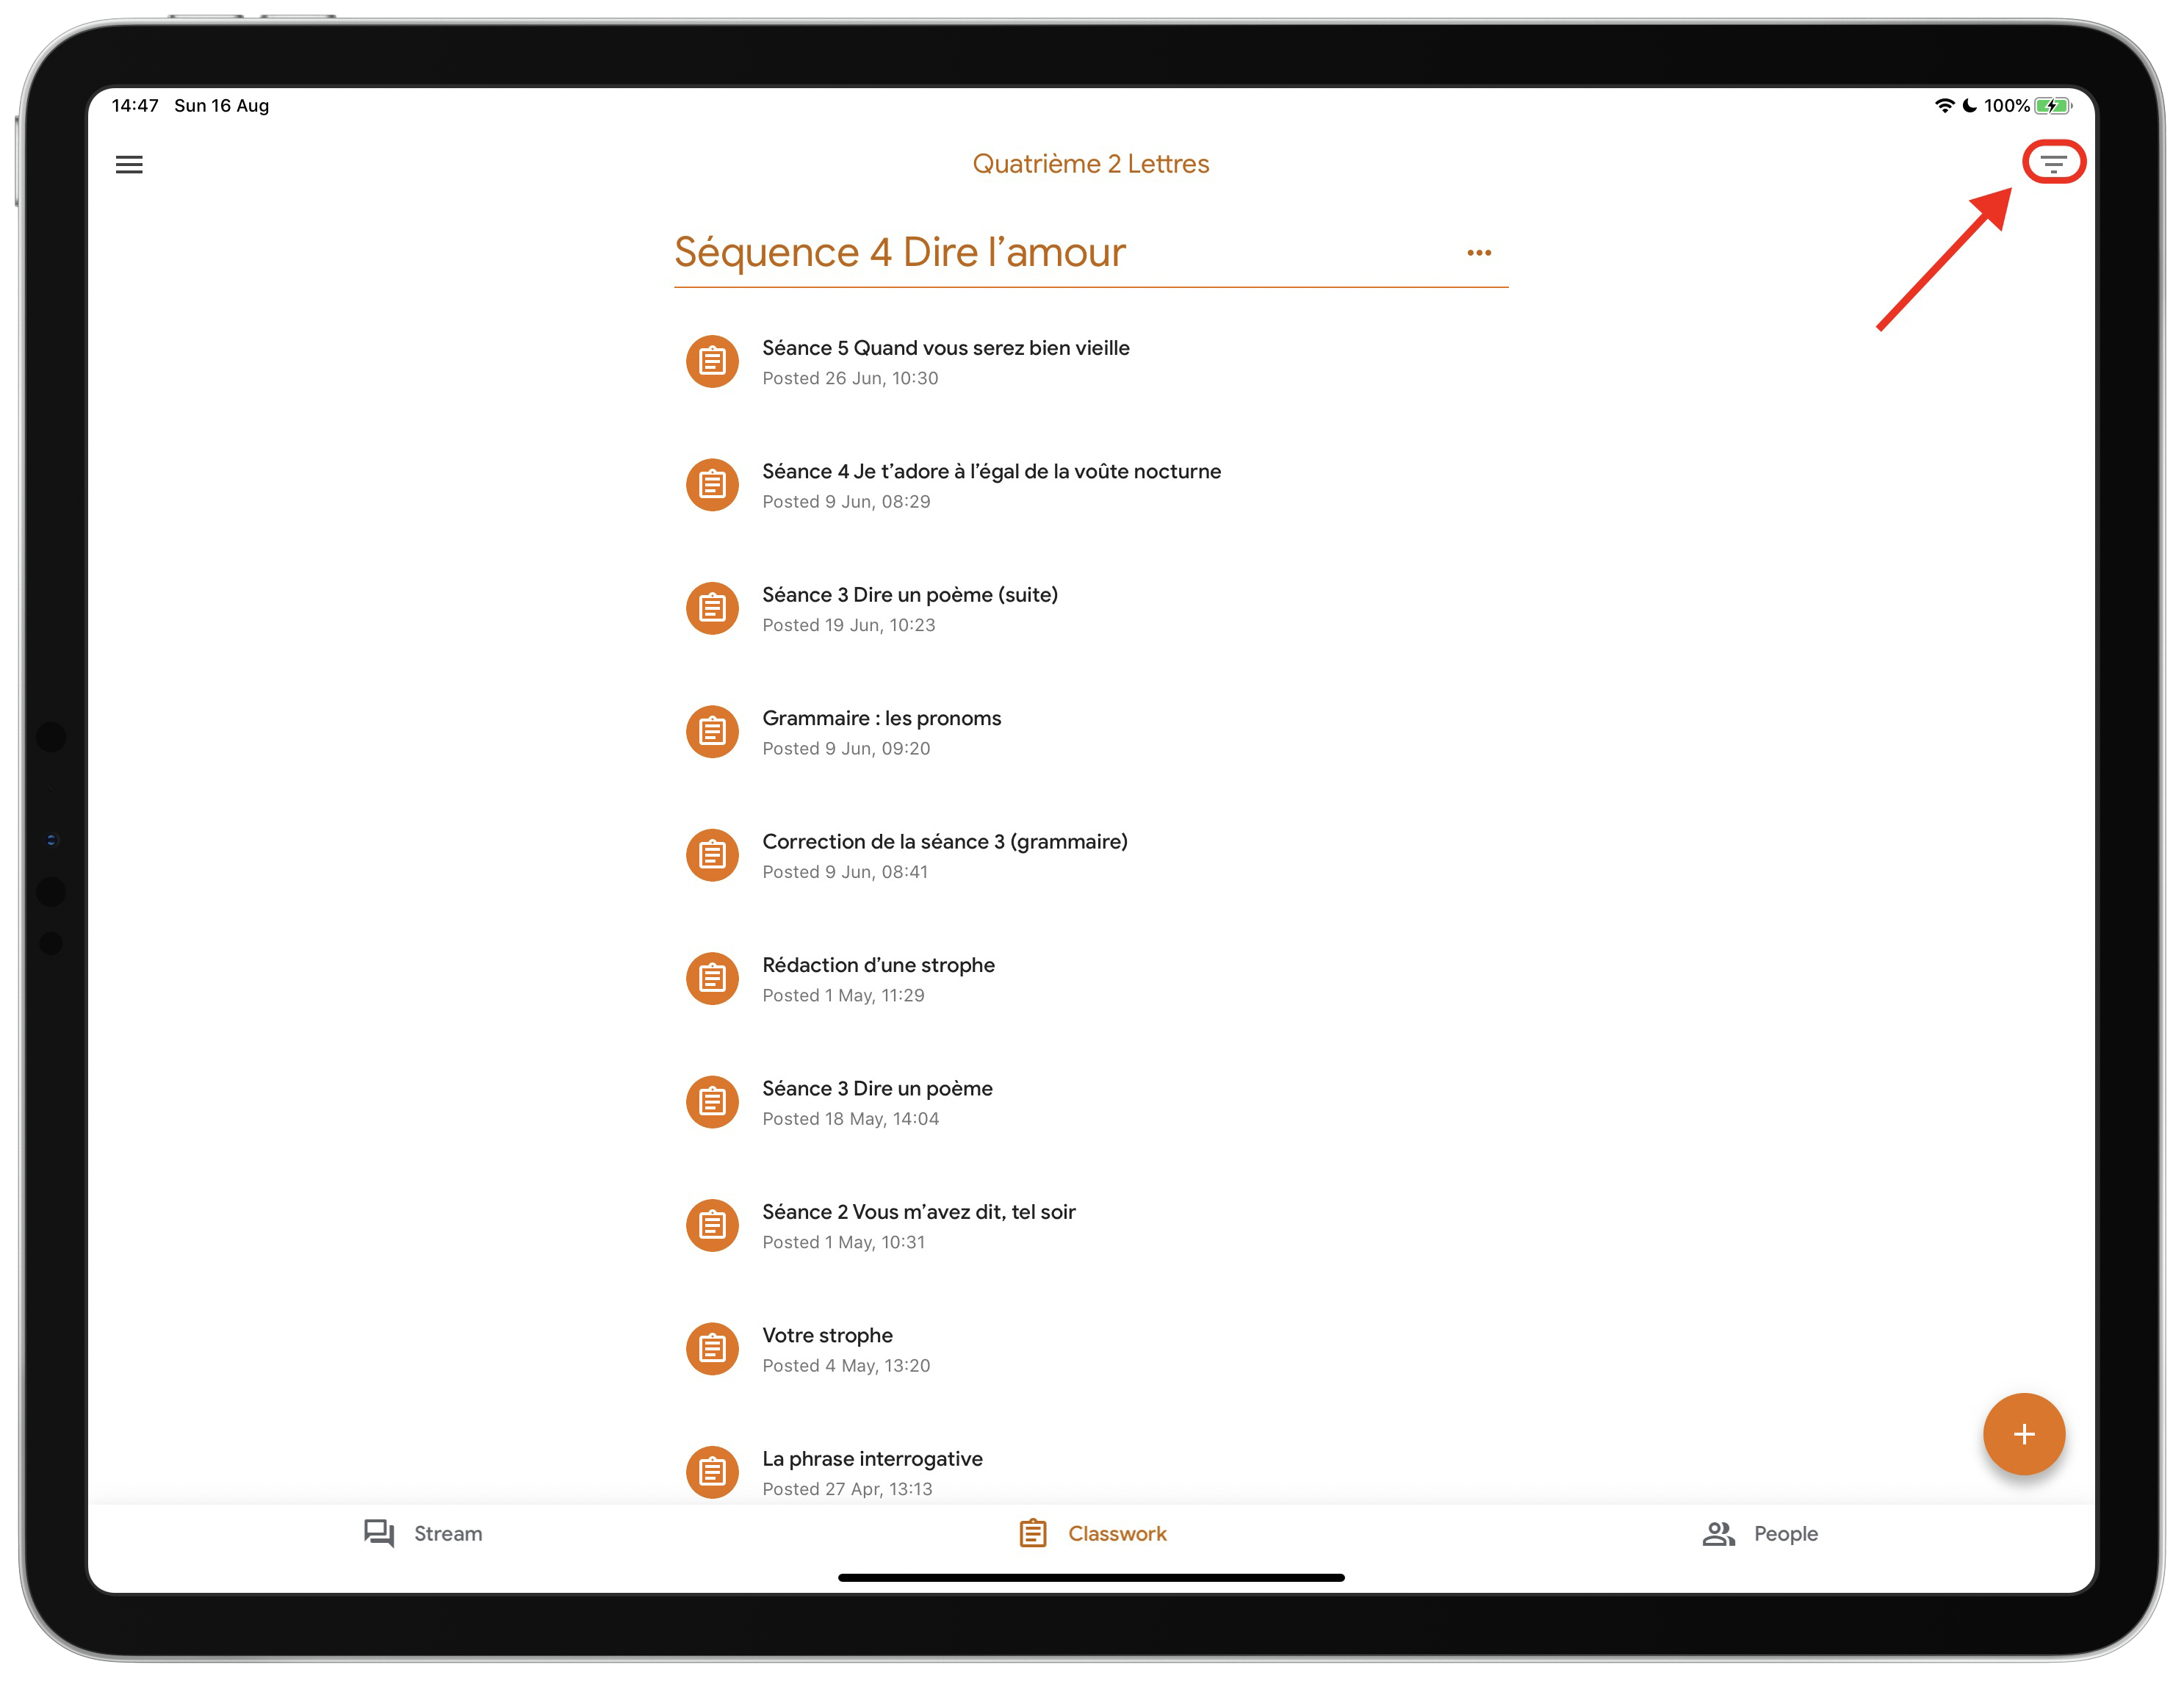 14:47 Sun 16 Aug
100%
Quatrième 2 Lettres
Séquence 4 Dire l’amour
Séance 5 Quand vous serez bien vieille
Posted 26 Jun, 10:30
Séance 4 Je t’adore à l’égal de la voûte nocturne
Posted 9 Jun, 08:29
Séance 3 Dire un poème (suite)
Posted 19 Jun, 10:23
Grammaire : les pronoms
Posted 9 Jun, 09:20
Correction de la séance 3 (grammaire)
Posted 9 Jun, 08:41
Rédaction d’une strophe
Posted 1 May, 11:29
Séance 3 Dire un poème
Posted 18 May, 14:04
Séance 2 Vous m’avez dit, tel soir
Posted 1 May, 10:31
Votre strophe
Posted 4 May, 13:20
La phrase interrogative
Posted 27 Apr, 13:13
Stream
Classwork
People